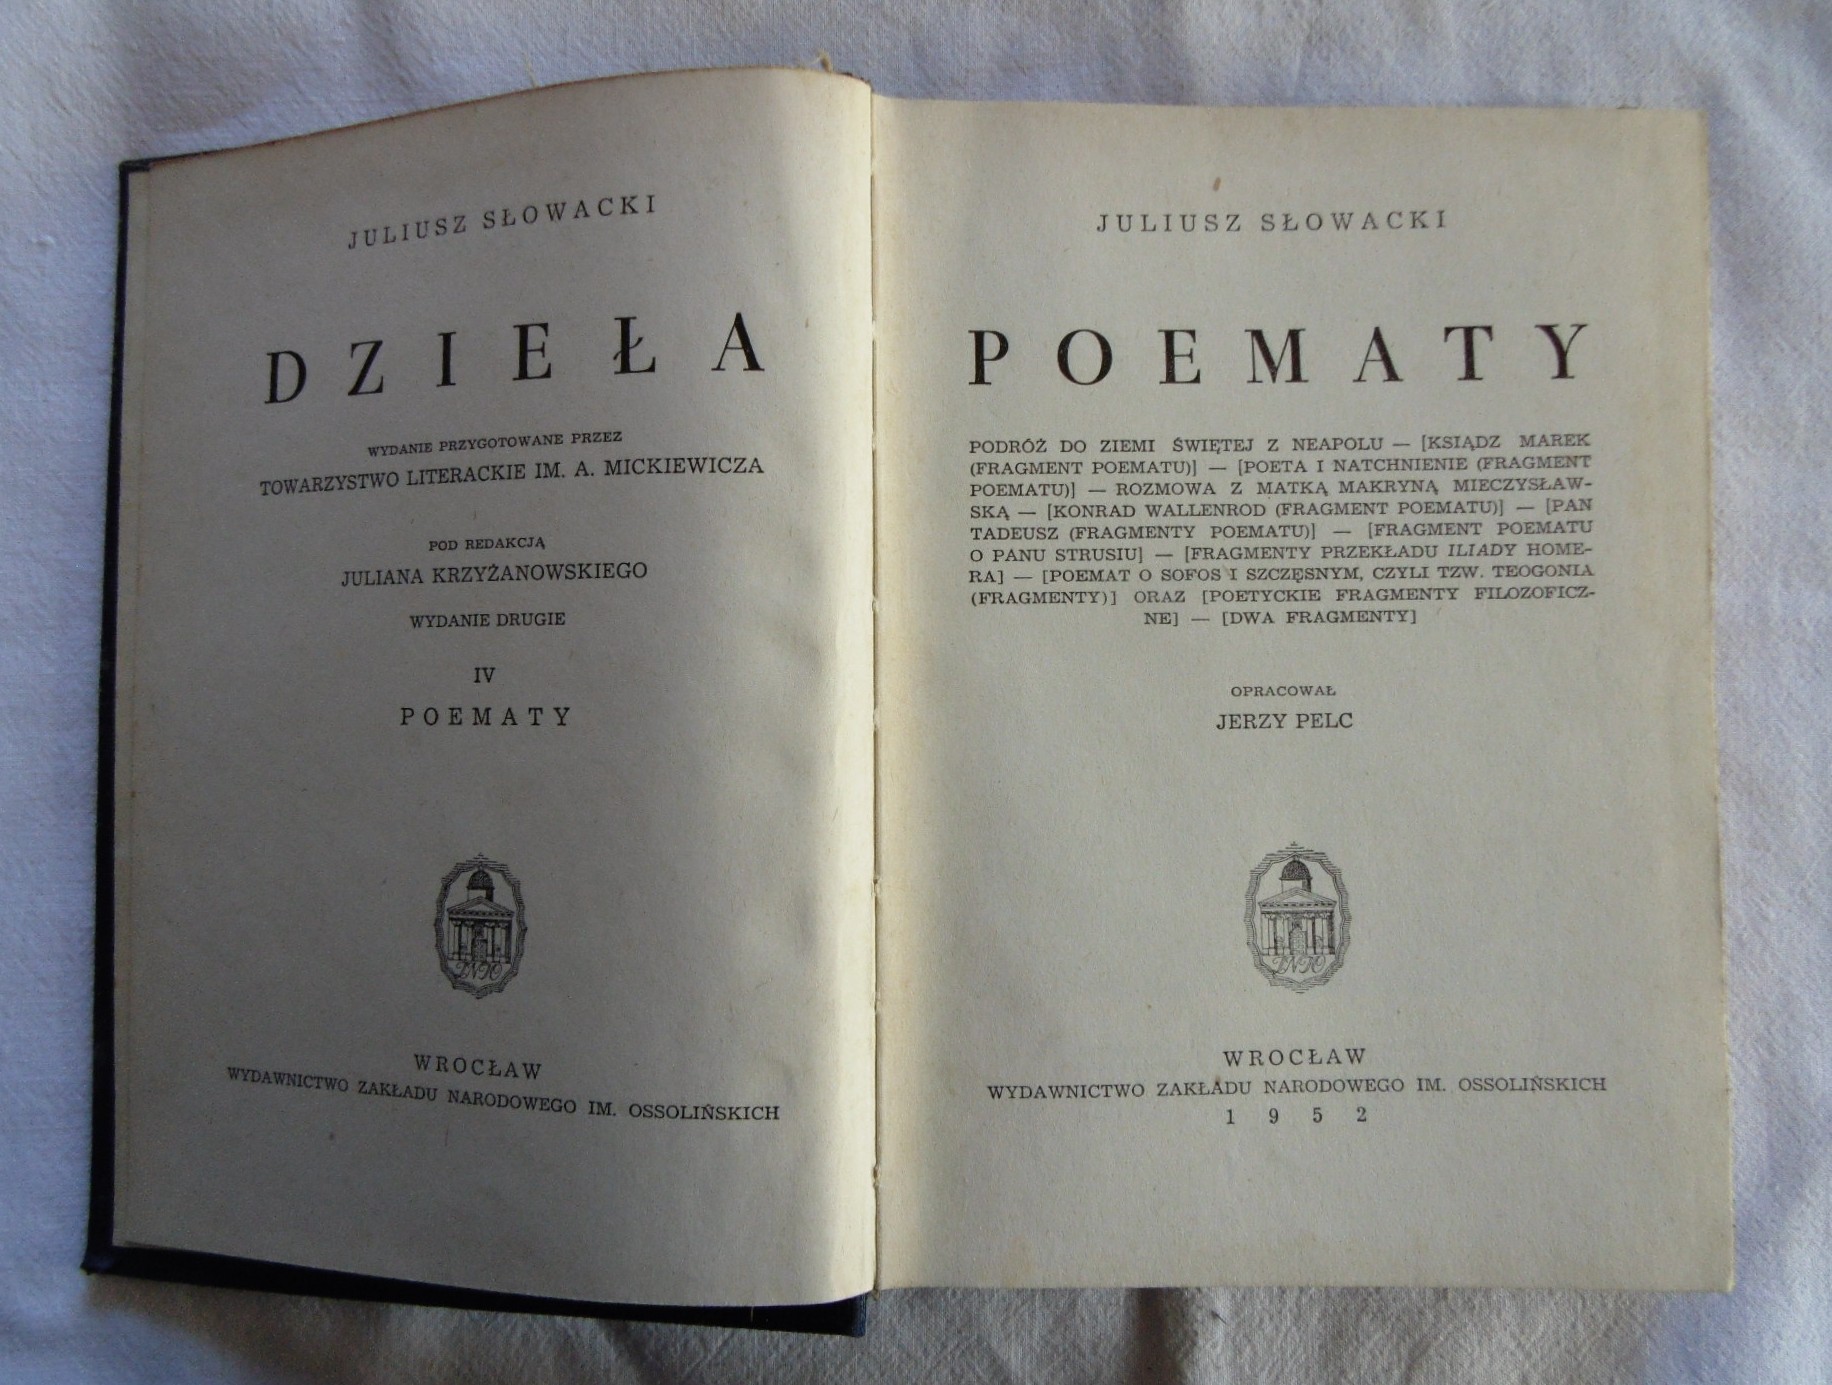 JULIUSZ SŁOWACKI
DZIEŁA
WYDANIE PRZYGOTOWANE PRZEZ
TOWARZYSTWO LITERACKIE IM. A. MICKIEWICZA
POD REDAKCJĄ
JULIANA KRZYŻANOWSKIEGO
WYDANIE DRUGIE
IV
POEMATY
WROCŁAW
WYDAWNICTWO ZAKŁADU NARODOWEGO IM. OSSOLIŃSKICH
JULIUSZ SŁOWACKI
POEMATY
PODRÓŻ DO ZIEMI ŚWIĘTEJ Z NEAPOLU — [KSIĄDZ MAREK
(FRAGMENT POEMATU)] — [POETA I NATCHNIENIE (FRAGMENT
POEMATU)] — ROZMOWA Z MATKĄ MAKRYNĄ MIECZYSŁAW-
SKĄ — [KONRAD WALLENROD (FRAGMENT POEMATU)] — [PAN
TADEUSZ (FRAGMENTY POEMATU)] — [FRAGMENT POEMATU
O PANU STRUSIU] — [FRAGMENTY PRZEKŁADU ILIADY HOME-
RA] — [POEMAT O SOFOS I SZCZĘSNYM, CZYLI TZW. TEOGONIA
(FRAGMENTY)] ORAZ [POETYCKIE FRAGMENTY FILOZOFICZ-
NE] — [DWA FRAGMENTY]
OPRACOWAŁ
JERZY PELC
WROCŁAW
WYDAWNICTWO ZAKŁADU NARODOWEGO IM. OSSOLIŃSKICH
1952